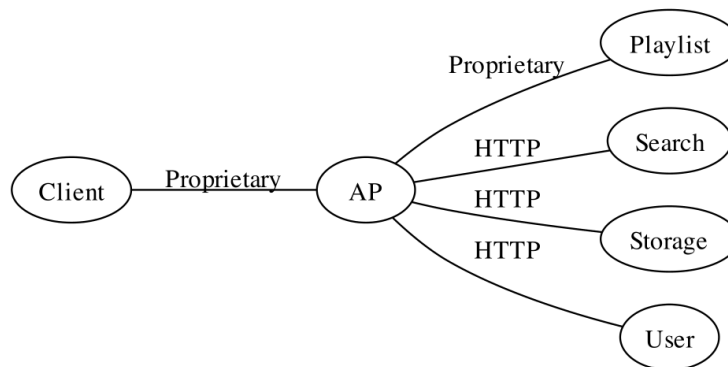 Playlist
Proprietary
Search
HTTP
Client
Proprietary
AP
HTTP
Storage
HTTP
User